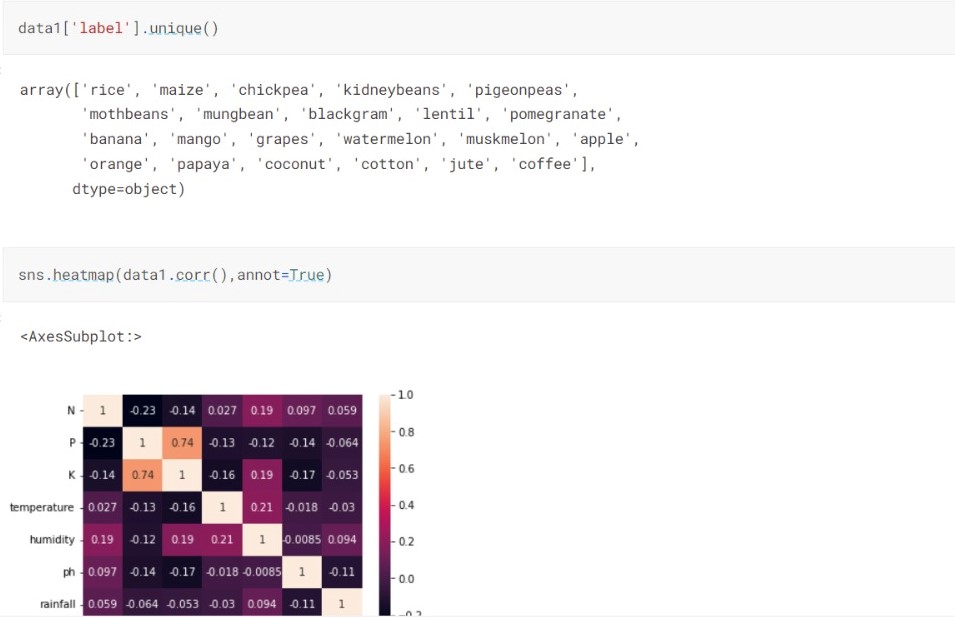 data1['label'].unique()
array(['rice', 'maize', 'chickpea', 'kidneybeans', 'pigeonpeas',
'mothbeans', 'mungbean', 'blackgram', 'lentil', 'pomegranate',
'banana', 'mango', 'grapes', 'watermelon', 'muskmelon', 'apple',
'orange', 'papaya', 'coconut', 'cotton', 'jute', 'coffee'],
dtype=object)
sns.heatmap(data1.corr(),annot=True)
<AxesSubplot:>
N 1 -0.23 -0.14 0.027 0.19 0.097 0.059
P -0.23 1 0.74 -0.13 -0.12 -0.14 -0.064
K -0.14 0.74 1 -0.16 0.19 -0.17 -0.053
temperature 0.027 -0.13 -0.16 1 0.21 -0.018 -0.03
humidity 0.19 -0.12 0.19 0.21 1 -0.0085 0.094
ph 0.097 -0.14 -0.17 -0.018 -0.0085 1 -0.11
rainfall 0.059 -0.064 -0.053 -0.03 0.094 -0.11 1
1.0
0.8
0.6
0.4
0.2
0.0
-0.2